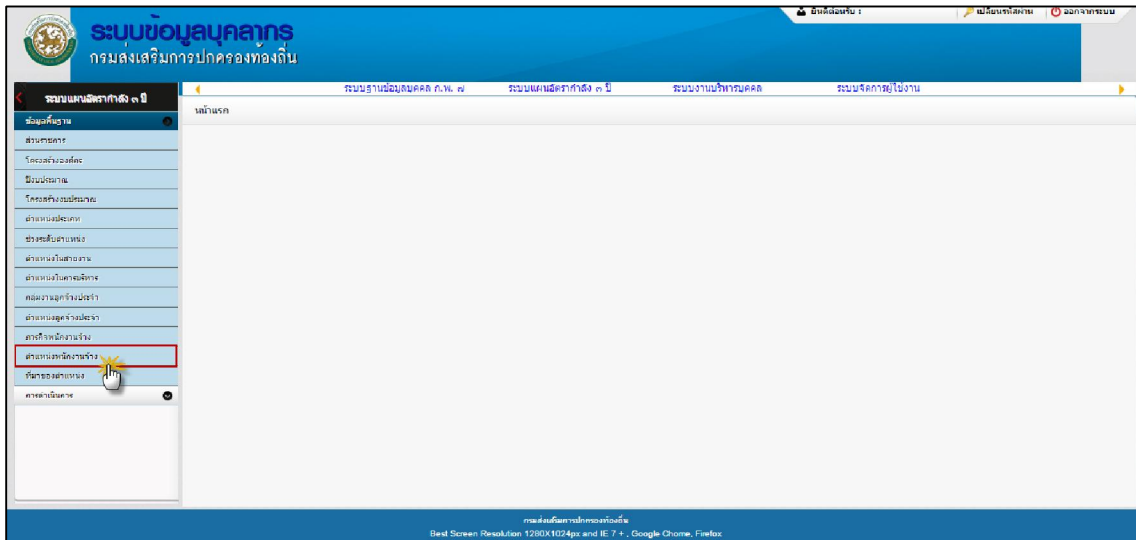 ยินดีต้อนรับ :
เปลี่ยนรหัสผ่าน
ออกจากระบบ
ระบบข้อมูลบุคลากร
กรมส่งเสริมการปกครองท้องถิ่น
ระบบแผนอัตรากำลัง ๓ ปี
ระบบฐานข้อมูลบุคคล ก.พ. ๗ ระบบแผนอัตรากำลัง ๓ ปี ระบบงานบริหารบุคคล ระบบจัดการผู้ใช้งาน
หน้าแรก
ข้อมูลพื้นฐาน
ส่วนราชการ
โครงสร้างองค์กร
ปีงบประมาณ
โครงสร้างงบประมาณ
ตำแหน่งประเภท
ช่วงระดับตำแหน่ง
ตำแหน่งในสายงาน
ตำแหน่งในการบริหาร
กลุ่มงานลูกจ้างประจำ
ตำแหน่งลูกจ้างประจำ
ภารกิจพนักงานจ้าง
ตำแหน่งพนักงานจ้าง
ที่มาของตำแหน่ง
การดำเนินการ
กรมส่งเสริมการปกครองท้องถิ่น
Best Screen Resolution 1280X1024px and IE 7 + , Google Chome, Firefox